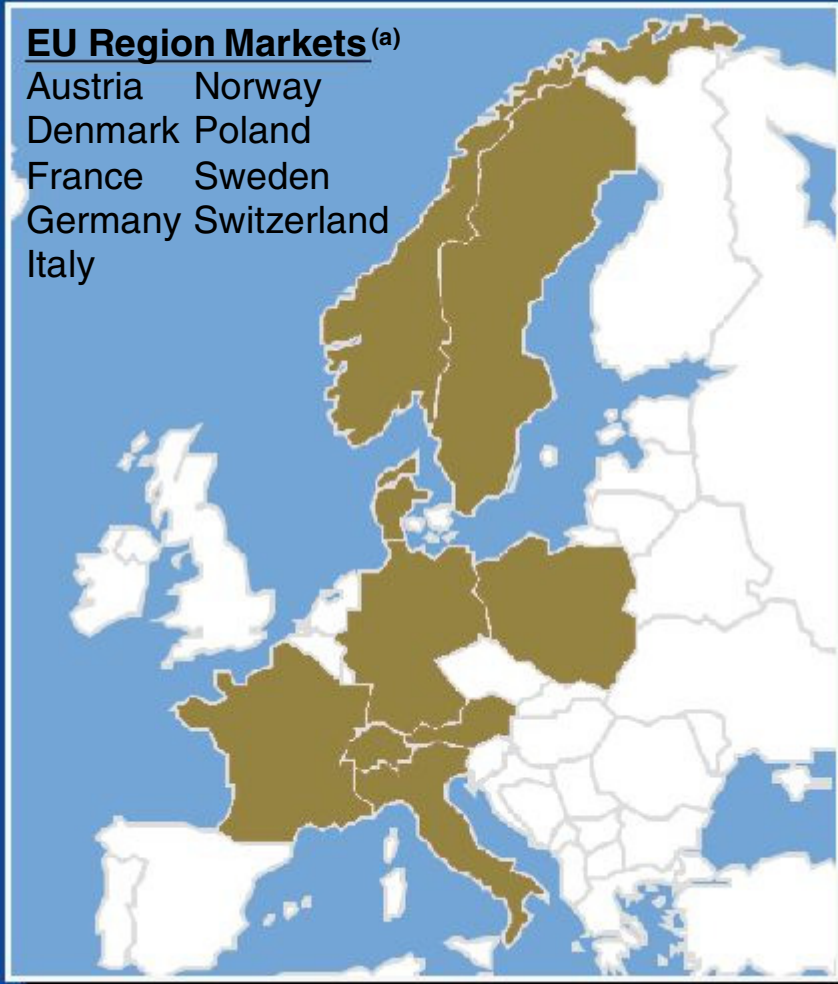 EU Region Markets (a)
Austria Norway
Denmark Poland
France Sweden
Germany Switzerland
Italy